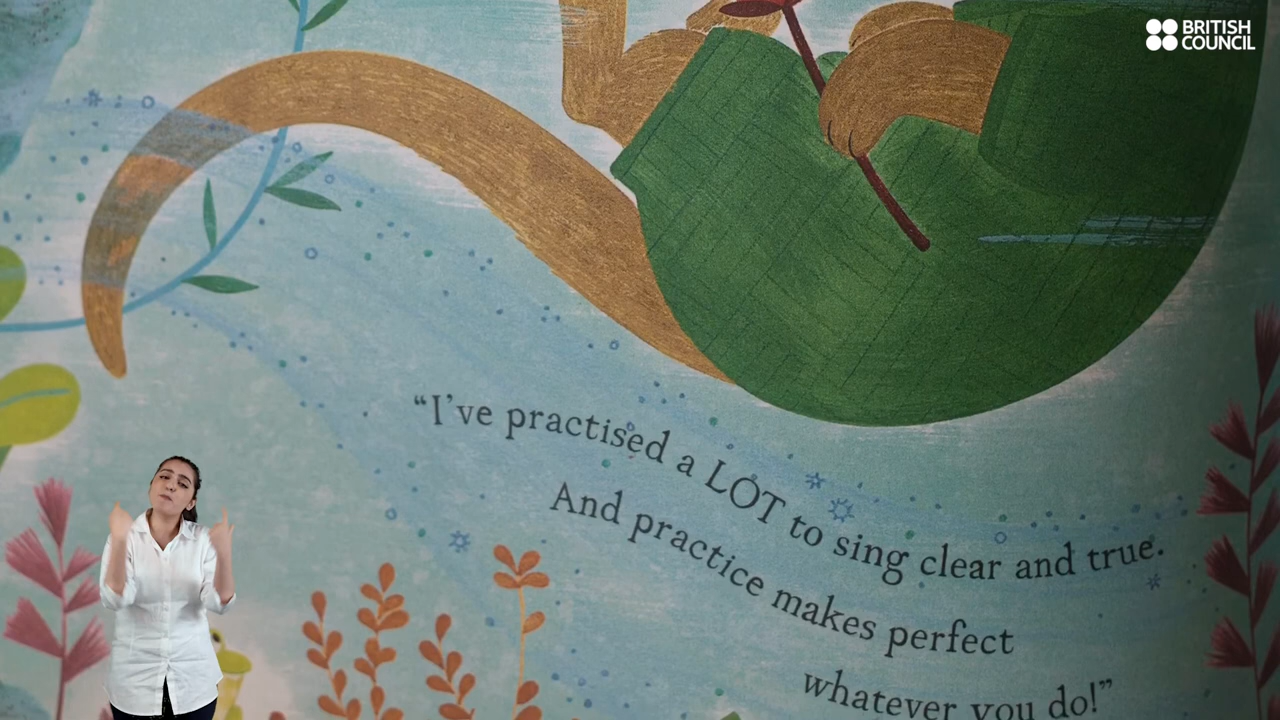 BRITISH
COUNCIL
“I’ve practised a LOT to sing clear and true.
And practice makes perfect
whatever you do!”